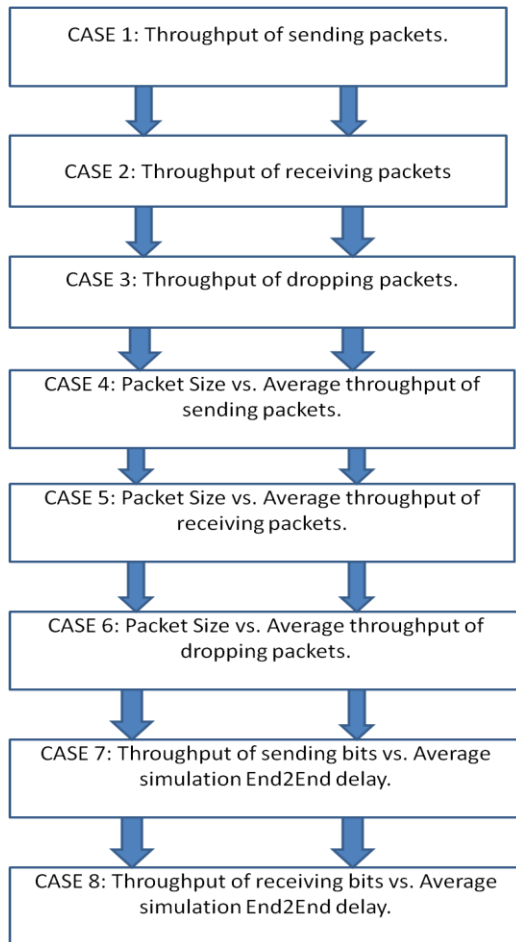 CASE 1: Throughput of sending packets.
CASE 2: Throughput of receiving packets
CASE 3: Throughput of dropping packets.
CASE 4: Packet Size vs. Average throughput of
sending packets.
CASE 5: Packet Size vs. Average throughput of
receiving packets.
CASE 6: Packet Size vs. Average throughput of
dropping packets.
CASE 7: Throughput of sending bits vs. Average
simulation End2End delay.
CASE 8: Throughput of receiving bits vs. Average
simulation End2End delay.